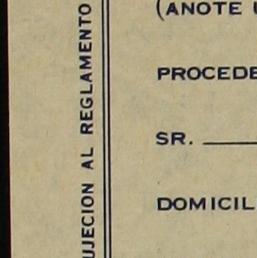 (ANOTE
PROCEDE
SR.
DOMICIL
UJECION AL REGLAMENTO